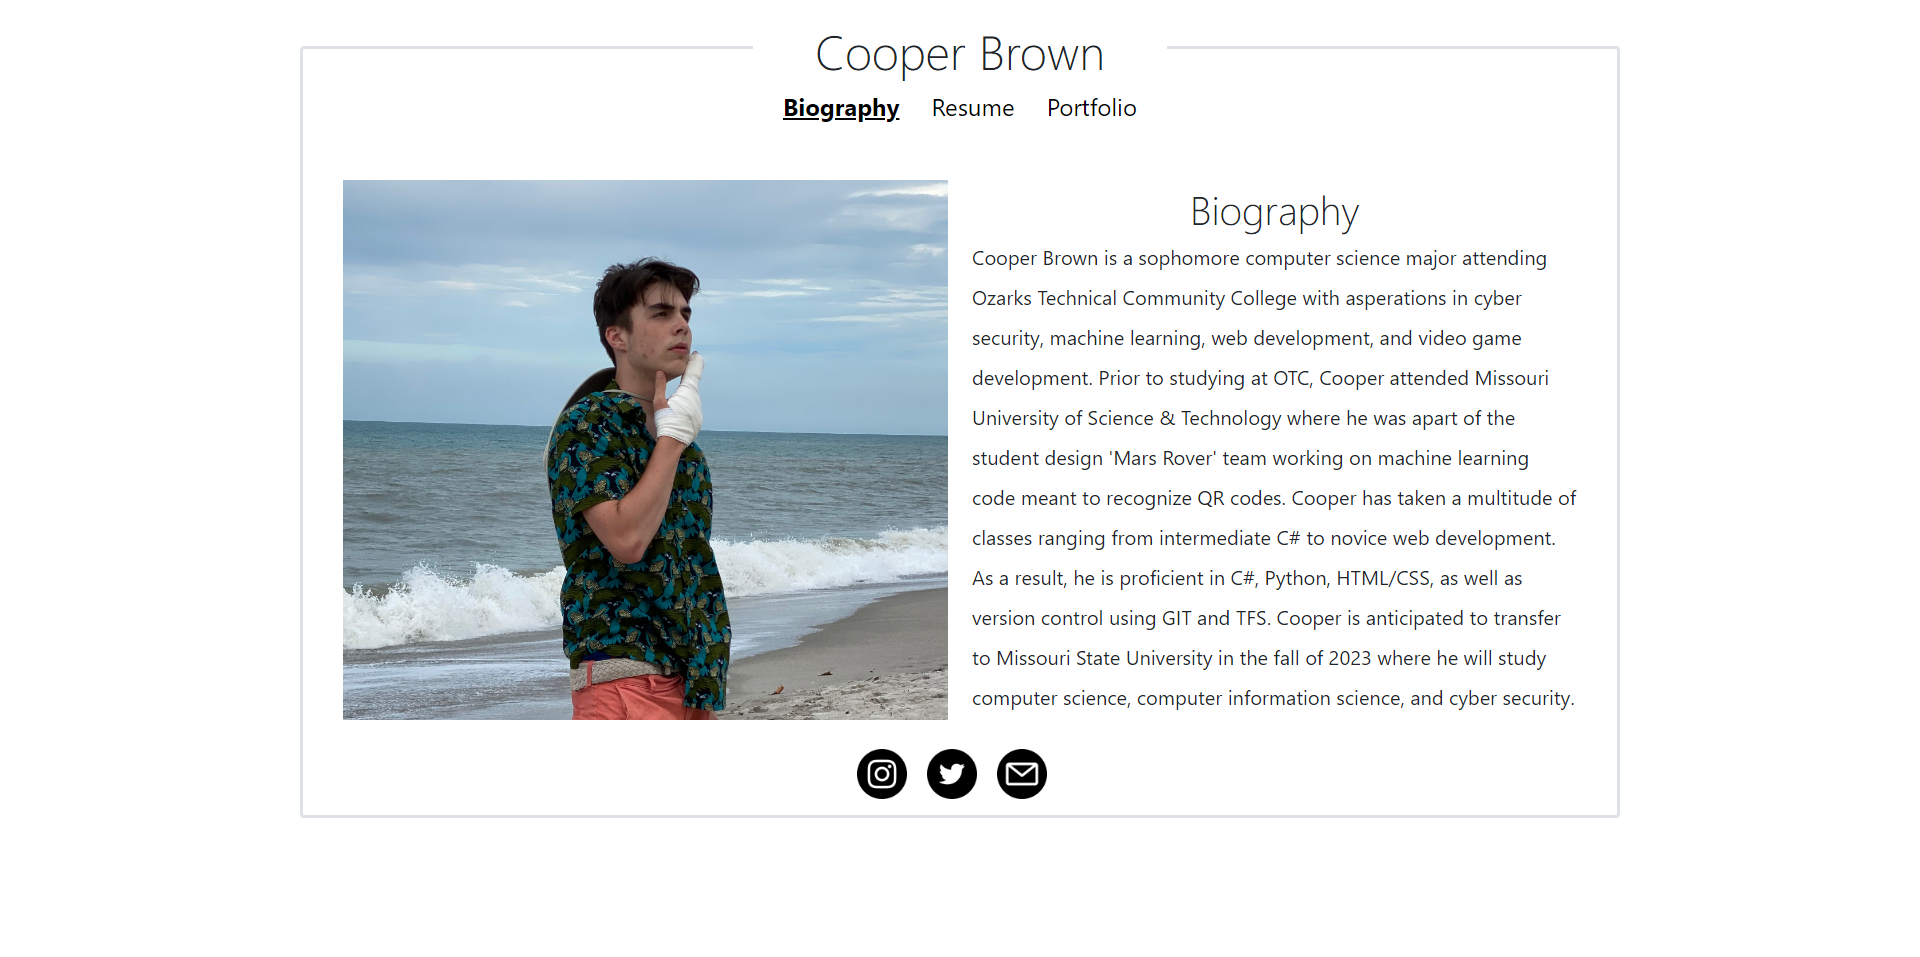 Cooper Brown
Biography Resume Portfolio
Biography
Cooper Brown is a sophomore computer science major attending
Ozarks Technical Community College with asperations in cyber
security, machine learning, web development, and video game
development. Prior to studying at OTC, Cooper attended Missouri
University of Science & Technology where he was apart of the
student design 'Mars Rover' team working on machine learning
code meant to recognize QR codes. Cooper has taken a multitude of
classes ranging from intermediate C# to novice web development.
As a result, he is proficient in C#, Python, HTML/CSS, as well as
version control using GIT and TFS. Cooper is anticipated to transfer
to Missouri State University in the fall of 2023 where he will study
computer science, computer information science, and cyber security.